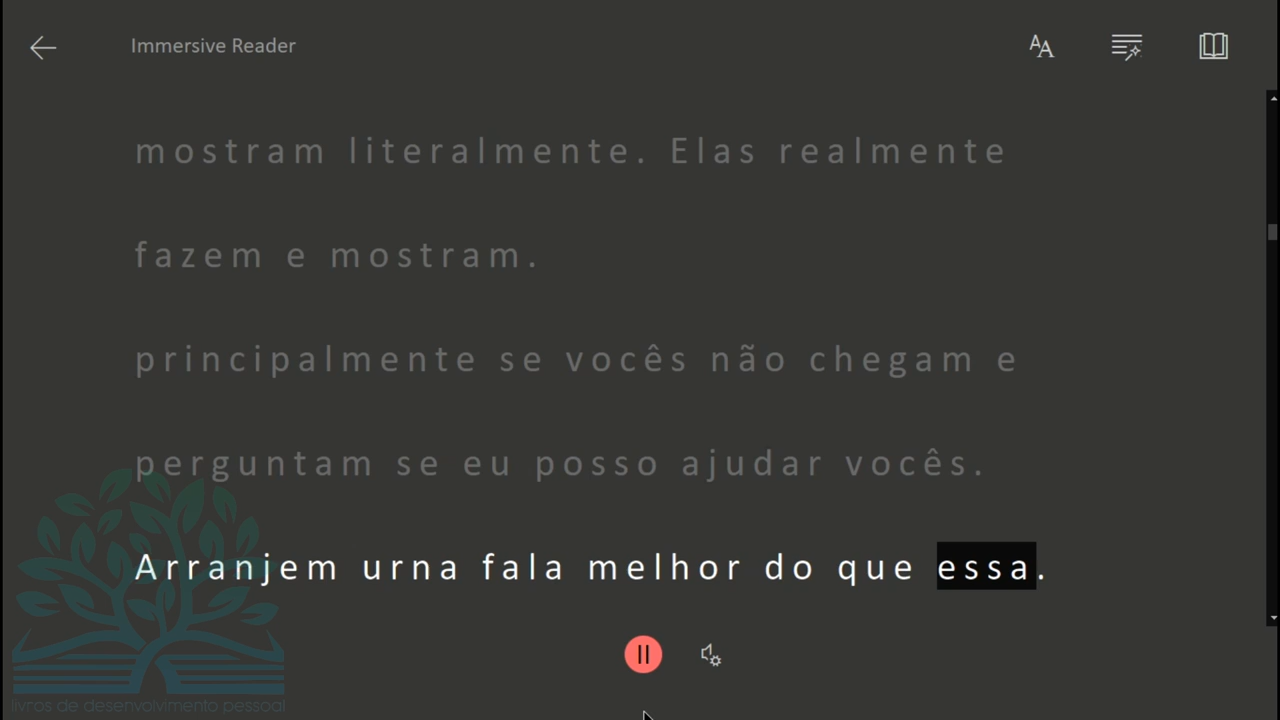 Immersive Reader
mostram literalmente. Elas realmente
fazem e mostram.
principalmente se vocês não chegam e
perguntam se eu posso ajudar vocês.
Arranjem urna fala melhor do que essa.
livros de desenvolvimento pessoal